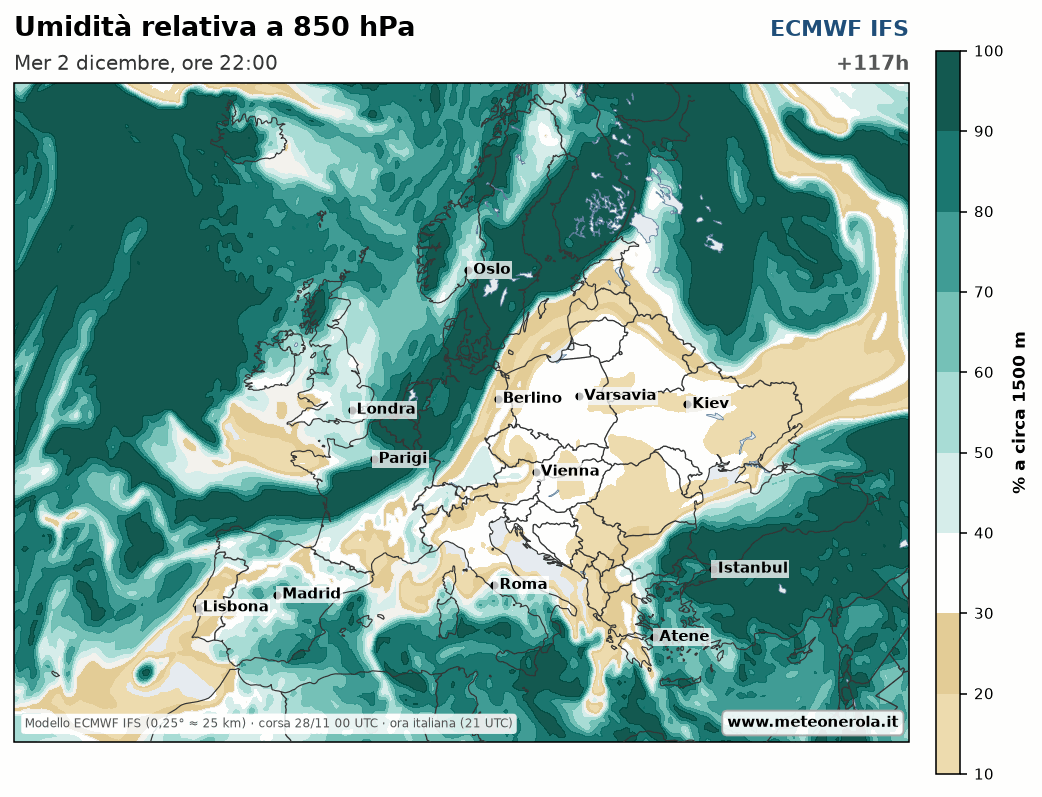 Umidità relativa a 850 hPa
ECMWF IFS
Mer 2 dicembre, ore 22:00
+117h
100
90
80
70
60
50
40
30
20
10
% a circa 1500 m
Oslo
Londra
Berlino
Varsavia
Kiev
Parigi
Vienna
Istanbul
Roma
Madrid
Lisbona
Atene
Modello ECMWF IFS (0,25° ≈ 25 km) · corsa 28/11 00 UTC · ora italiana (21 UTC)
www.meteonerola.it